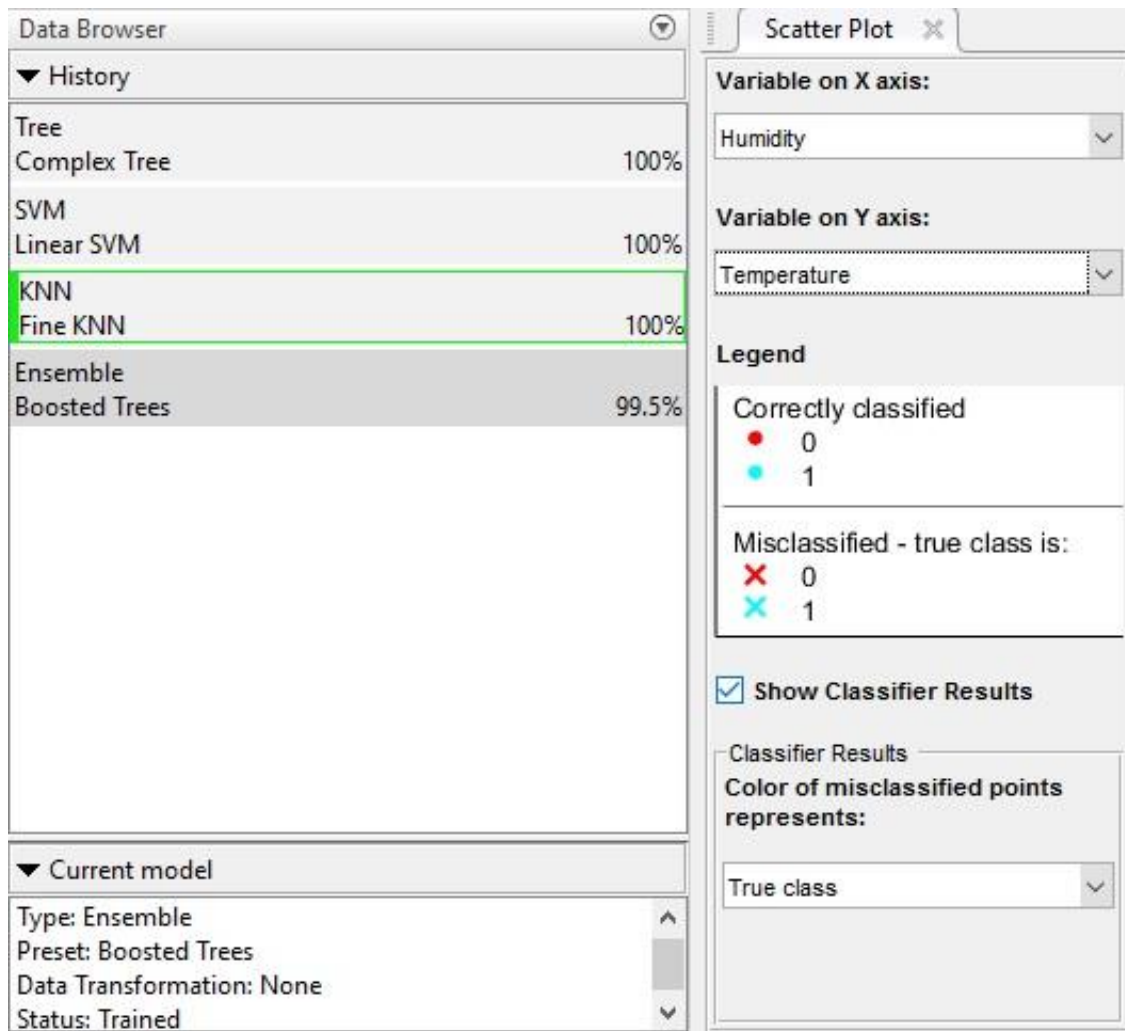 Data Browser
History
Tree
Complex Tree 100%
SVM
Linear SVM 100%
KNN
Fine KNN 100%
Ensemble
Boosted Trees 99.5%
Current model
Type: Ensemble
Preset: Boosted Trees
Data Transformation: None
Status: Trained
Scatter Plot
Variable on X axis:
Humidity
Variable on Y axis:
Temperature
Legend
Correctly classified
0
1
Misclassified - true class is:
0
1
Show Classifier Results
Classifier Results
Color of misclassified points
represents:
True class